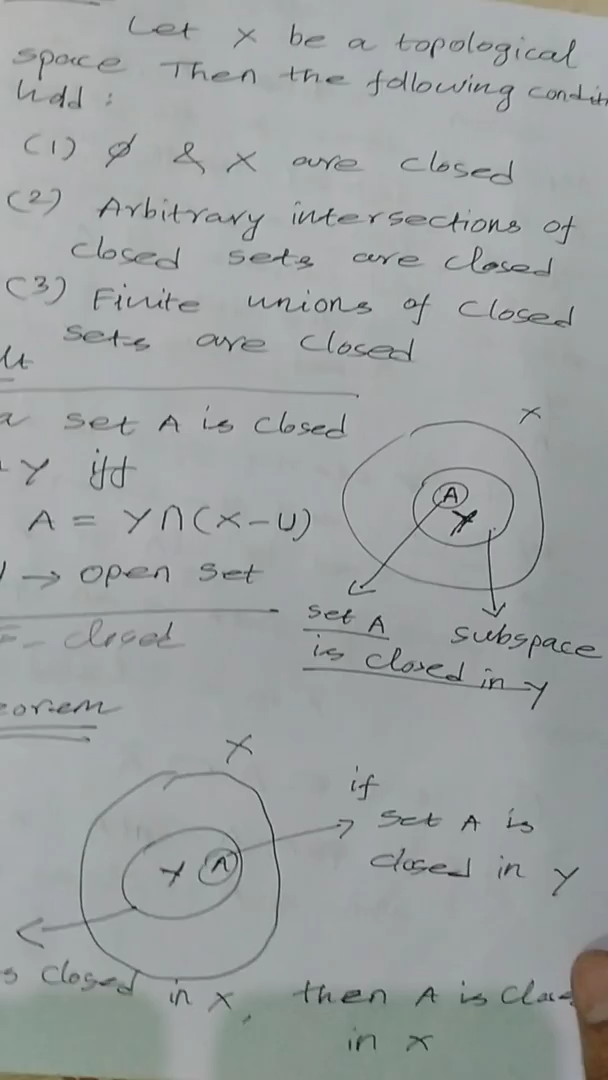 Let X be a topological
space Then the following condit
hold :
(1) ∅ & X are closed
(2) Arbitrary intersections of
closed sets are closed
(3) Finite unions of closed
sets are closed
lt
a set A is closed
Y iff
A = Y∩(X-U)
U → open set
closed
eorem
X
A
Y
set A
is closed in Y
subspace
X
Y A
if
set A is
closed in Y
s closed in X, then A is clos
in X